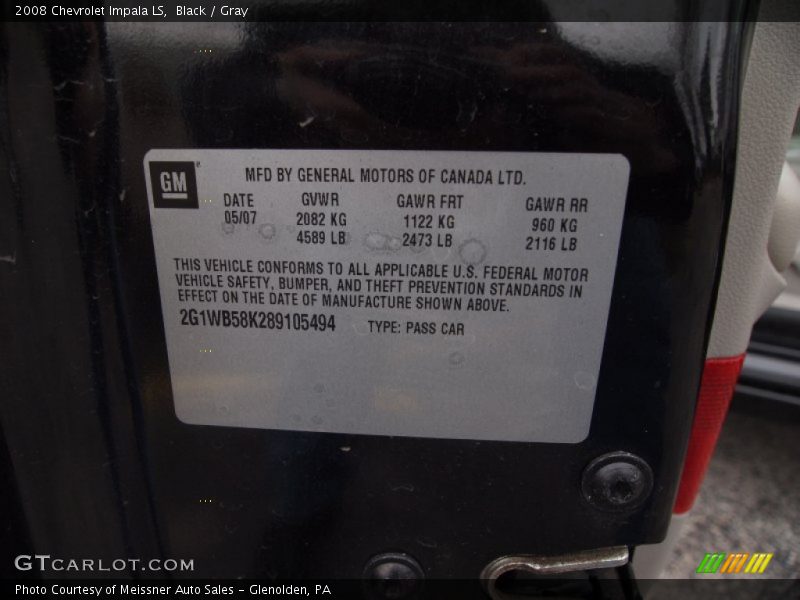 2008 Chevrolet Impala LS, Black / Gray
GM
MFD BY GENERAL MOTORS OF CANADA LTD.
DATE GVWR GAWR FRT GAWR RR
05/07 2082 KG 1122 KG 960 KG
4589 LB 2473 LB 2116 LB
THIS VEHICLE CONFORMS TO ALL APPLICABLE U.S. FEDERAL MOTOR
VEHICLE SAFETY, BUMPER, AND THEFT PREVENTION STANDARDS IN
EFFECT ON THE DATE OF MANUFACTURE SHOWN ABOVE.
2G1WB58K289105494 TYPE: PASS CAR
GTCARLOT.COM
Photo Courtesy of Meissner Auto Sales - Glenolden, PA